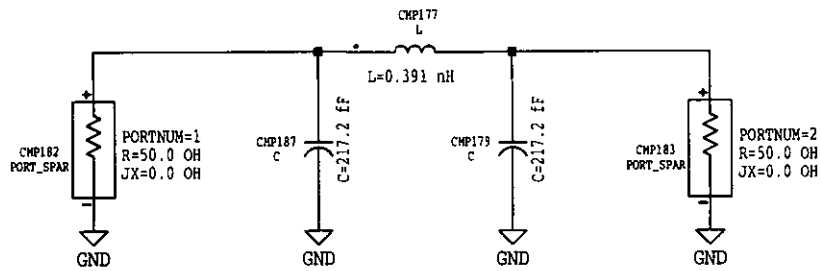 CMP177
L
L=0.391 nH
+
CMP182
PORT_SPAR
PORTNUM=1
R=50.0 OH
JX=0.0 OH
-
CMP187
C
C=217.2 fF
CMP179
C
C=217.2 fF
+
CMP183
PORT_SPAR
PORTNUM=2
R=50.0 OH
JX=0.0 OH
-
GND
GND
GND
GND